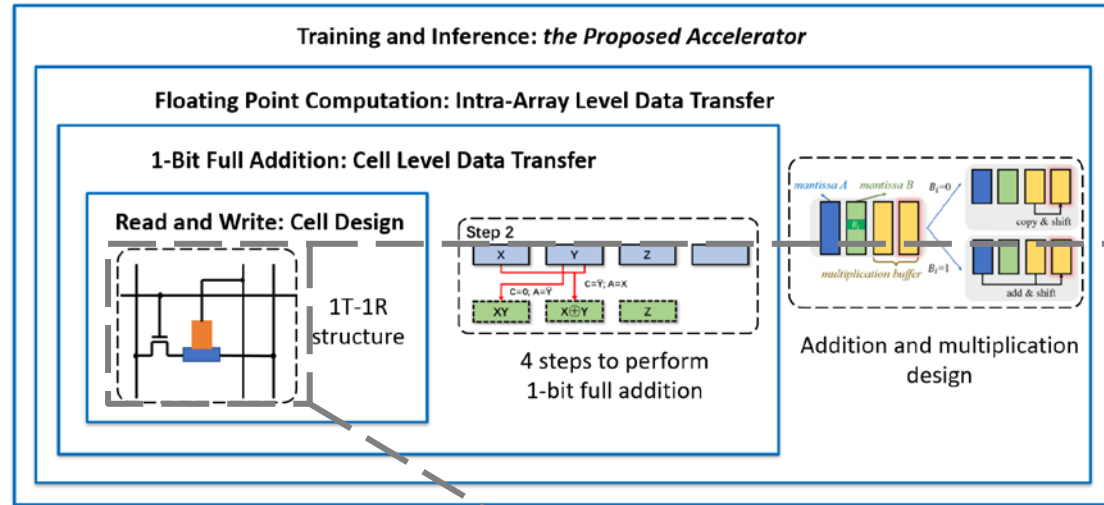 Training and Inference: the Proposed Accelerator
Floating Point Computation: Intra-Array Level Data Transfer
1-Bit Full Addition: Cell Level Data Transfer
Read and Write: Cell Design
1T-1R
structure
Step 2
X
Y
Z
C=0; A=Ȳ
C=Ȳ; A=X
XY
X⊕Y
Z
4 steps to perform
1-bit full addition
mantissa A
mantissa B
multiplication buffer
Bᵢ=0
copy & shift
Bᵢ=1
add & shift
Addition and multiplication
design